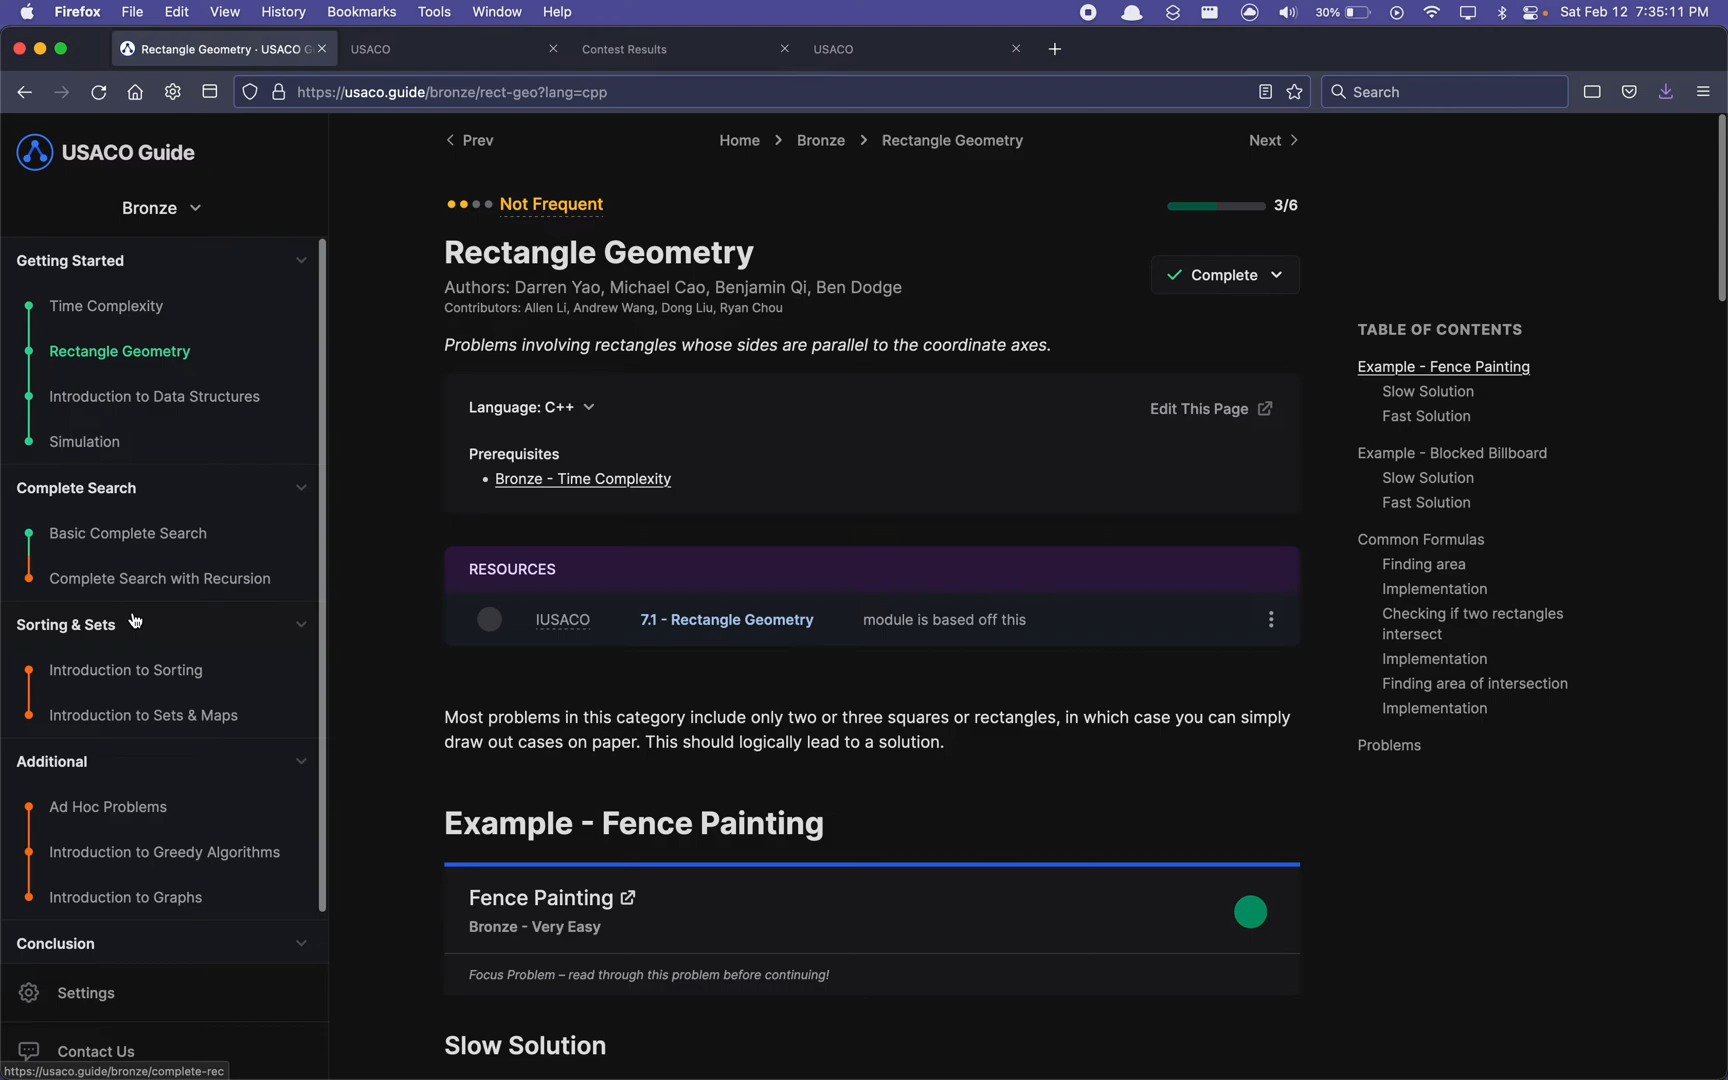 Firefox File Edit View History Bookmarks Tools Window Help 30% Sat Feb 12 7:35:11 PM
Rectangle Geometry · USACO G USACO Contest Results USACO
https://usaco.guide/bronze/rect-geo?lang=cpp Search
USACO Guide
Bronze
Getting Started
Time Complexity
Rectangle Geometry
Introduction to Data Structures
Simulation
Complete Search
Basic Complete Search
Complete Search with Recursion
Sorting & Sets
Introduction to Sorting
Introduction to Sets & Maps
Additional
Ad Hoc Problems
Introduction to Greedy Algorithms
Introduction to Graphs
Conclusion
Settings
Contact Us
https://usaco.guide/bronze/complete-rec
Prev Home Bronze Rectangle Geometry Next
Not Frequent 3/6
Rectangle Geometry
Complete
Authors: Darren Yao, Michael Cao, Benjamin Qi, Ben Dodge
Contributors: Allen Li, Andrew Wang, Dong Liu, Ryan Chou
Problems involving rectangles whose sides are parallel to the coordinate axes.
Language: C++ Edit This Page
Prerequisites
• Bronze - Time Complexity
RESOURCES
IUSACO 7.1 - Rectangle Geometry module is based off this
Most problems in this category include only two or three squares or rectangles, in which case you can simply
draw out cases on paper. This should logically lead to a solution.
Example - Fence Painting
Fence Painting
Bronze - Very Easy
Focus Problem – read through this problem before continuing!
Slow Solution
TABLE OF CONTENTS
Example - Fence Painting
Slow Solution
Fast Solution
Example - Blocked Billboard
Slow Solution
Fast Solution
Common Formulas
Finding area
Implementation
Checking if two rectangles
intersect
Implementation
Finding area of intersection
Implementation
Problems